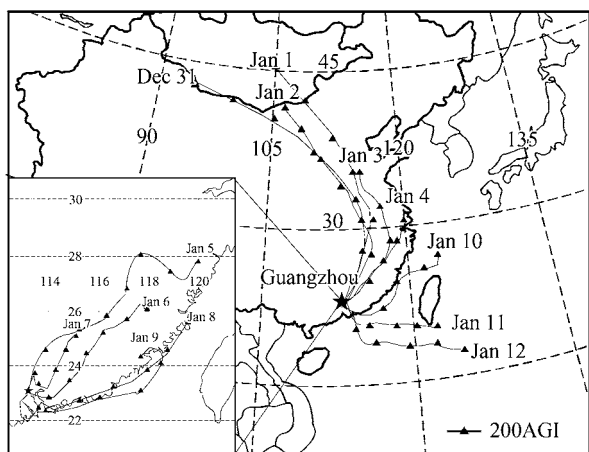 Jan 1
45
Dec 31
Jan 2
90
105
Jan 3
120
135
Jan 4
30
Guangzhou
Jan 10
Jan 11
Jan 12
200AGI
30
28
Jan 5
114
116
118
120
Jan 6
26
Jan 7
Jan 8
Jan 9
24
22